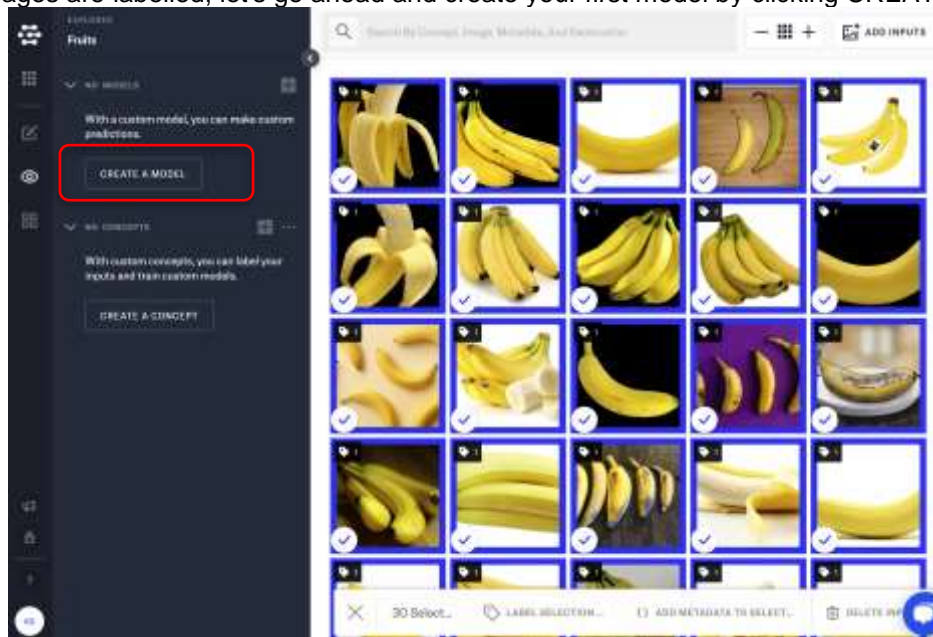 ages are labelled, let's go ahead and create your first model by clicking CREA
EXPLORER
Fruits
Search By Concept, Image, Metadata, And Geolocation
ADD INPUTS
NO MODELS
With a custom model, you can make custom
predictions.
CREATE A MODEL
NO CONCEPTS
With custom concepts, you can label your
inputs and train custom models.
CREATE A CONCEPT
30 Select...
LABEL SELECTION...
{} ADD METADATA TO SELECT...
DELETE INP